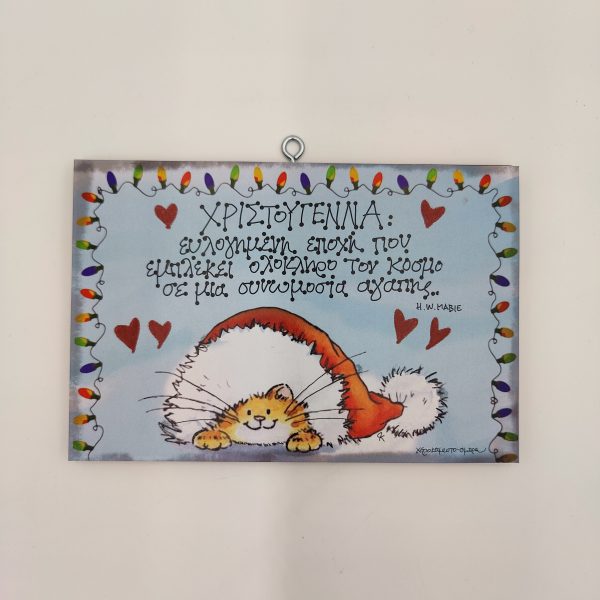 ΧΡΙΣΤΟΥΓΕΝΝΑ:
ευλογημένη εποχή που
εμπλέκει ολόκληρο τον κόσμο
σε μια συνωμοσία αγάπης..
H.W. MABIE